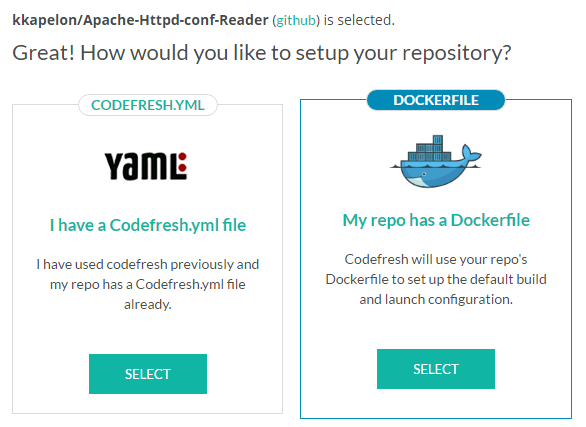 kkapelon/Apache-Httpd-conf-Reader (github) is selected.
Great! How would you like to setup your repository?
CODEFRESH.YML
YAML
I have a Codefresh.yml file
I have used codefresh previously and
my repo has a Codefresh.yml file
already.
SELECT
DOCKERFILE
My repo has a Dockerfile
Codefresh will use your repo's
Dockerfile to set up the default build
and launch configuration.
SELECT